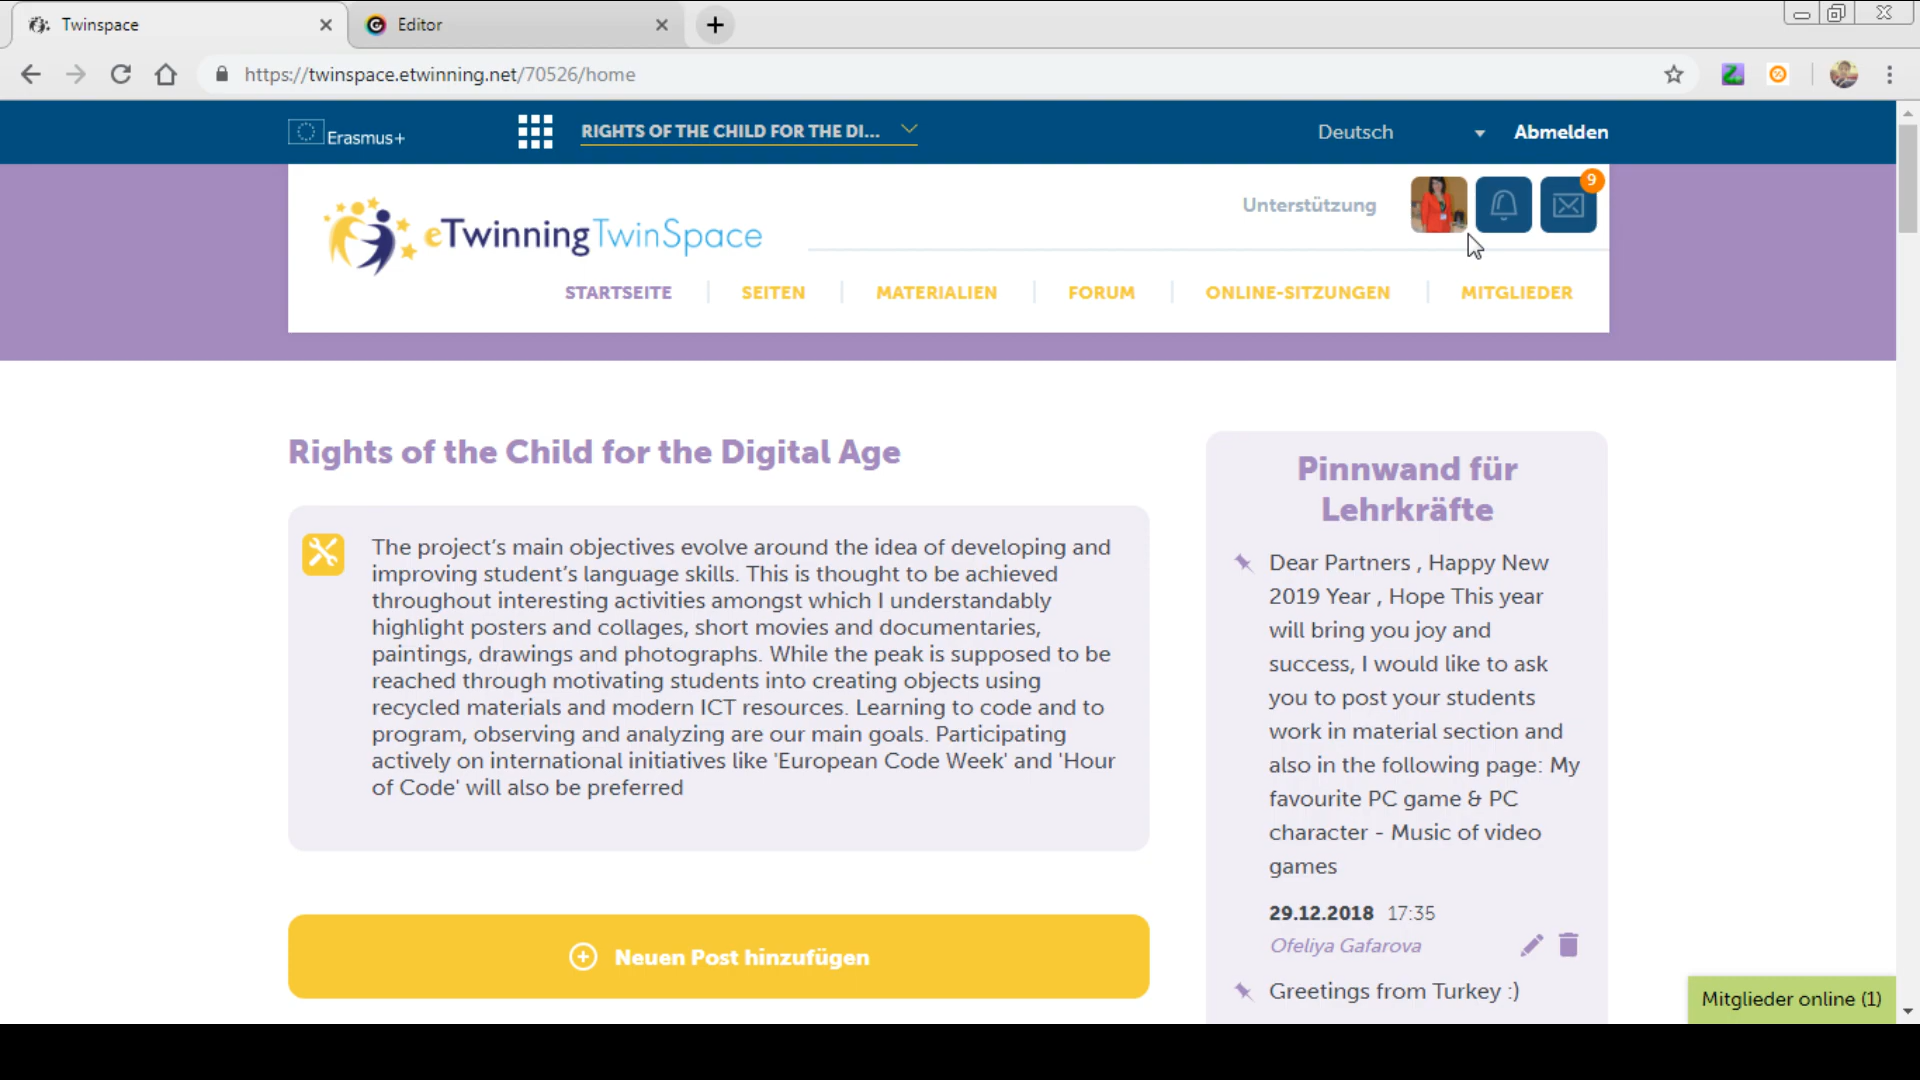 Twinspace
Editor
https://twinspace.etwinning.net/70526/home
Erasmus+
RIGHTS OF THE CHILD FOR THE DI...
Deutsch
Abmelden
eTwinningTwinSpace
Unterstützung
9
STARTSEITE
SEITEN
MATERIALIEN
FORUM
ONLINE-SITZUNGEN
MITGLIEDER
Rights of the Child for the Digital Age
The project's main objectives evolve around the idea of developing and
improving student's language skills. This is thought to be achieved
throughout interesting activities amongst which I understandably
highlight posters and collages, short movies and documentaries,
paintings, drawings and photographs. While the peak is supposed to be
reached through motivating students into creating objects using
recycled materials and modern ICT resources. Learning to code and to
program, observing and analyzing are our main goals. Participating
actively on international initiatives like 'European Code Week' and 'Hour
of Code' will also be preferred
Neuen Post hinzufügen
Pinnwand für
Lehrkräfte
Dear Partners , Happy New
2019 Year , Hope This year
will bring you joy and
success, I would like to ask
you to post your students
work in material section and
also in the following page: My
favourite PC game & PC
character - Music of video
games
29.12.2018 17:35
Ofeliya Gafarova
Greetings from Turkey :)
Mitglieder online (1)